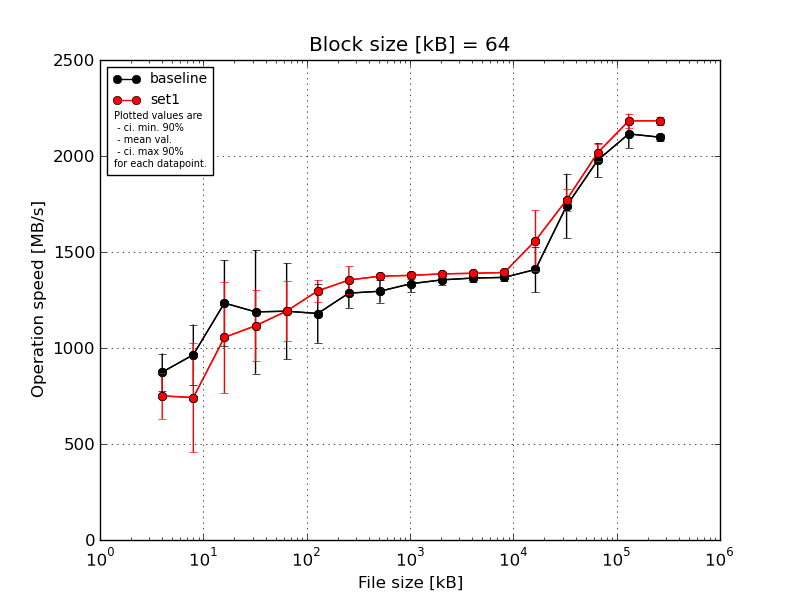 Block size [kB] = 64
2500
2000
1500
1000
500
0
Operation speed [MB/s]
baseline
set1
Plotted values are
- ci. min. 90%
- mean val.
- ci. max 90%
for each datapoint.
10^0 10^1 10^2 10^3 10^4 10^5 10^6
File size [kB]